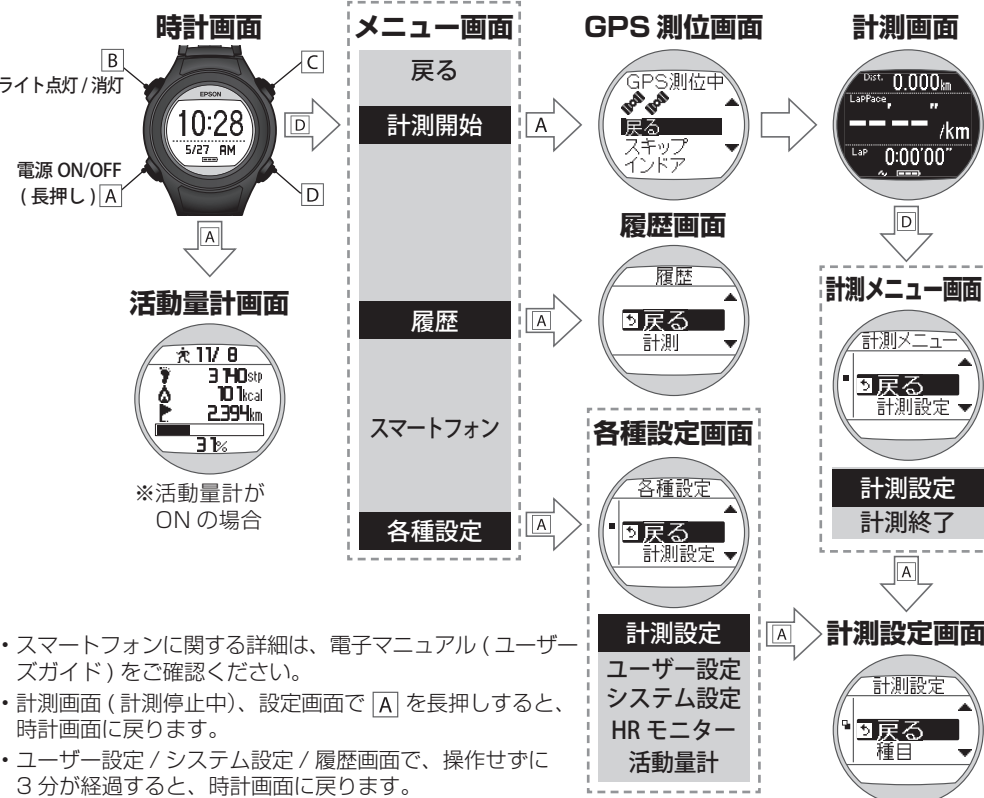 時計画面
B
C
ライト点灯 / 消灯
EPSON
10:28
5/27 AM
電源 ON/OFF
( 長押し ) A
D
D
A
活動量計画面
11/ 8
3740stp
101kcal
2.394km
31%
※活動量計が
ON の場合
メニュー画面
戻る
計測開始
履歴
スマートフォン
各種設定
A
A
A
GPS 測位画面
GPS測位中
戻る
スキップ
インドア
履歴画面
履歴
戻る
計測
各種設定画面
各種設定
戻る
計測設定
計測設定
ユーザー設定
システム設定
HR モニター
活動量計
A
計測画面
Dist. 0.000km
LaPPace
--'--"/km
LaP 0:00'00"
D
計測メニュー画面
計測メニュー
戻る
計測設定
計測設定
計測終了
A
計測設定画面
計測設定
戻る
種目
・スマートフォンに関する詳細は、電子マニュアル ( ユーザー
ズガイド ) をご確認ください。
・計測画面 ( 計測停止中)、設定画面で A を長押しすると、
時計画面に戻ります。
・ユーザー設定 / システム設定 / 履歴画面で、操作せずに
3 分が経過すると、時計画面に戻ります。